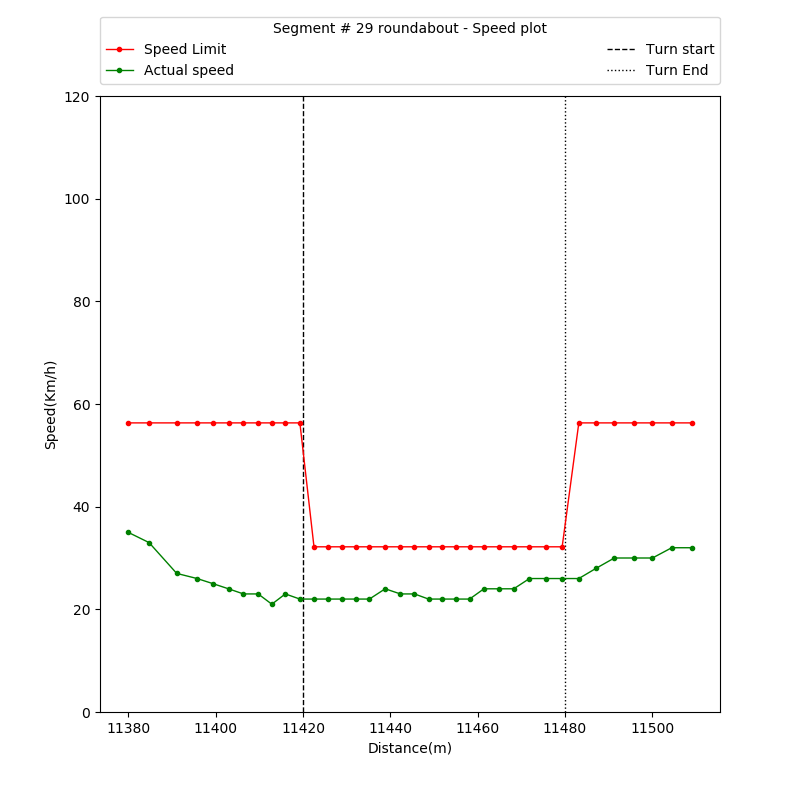 Segment # 29 roundabout - Speed plot
Speed Limit
Actual speed
Turn start
Turn End
120
100
80
60
40
20
0
Speed(Km/h)
11380 11400 11420 11440 11460 11480 11500
Distance(m)